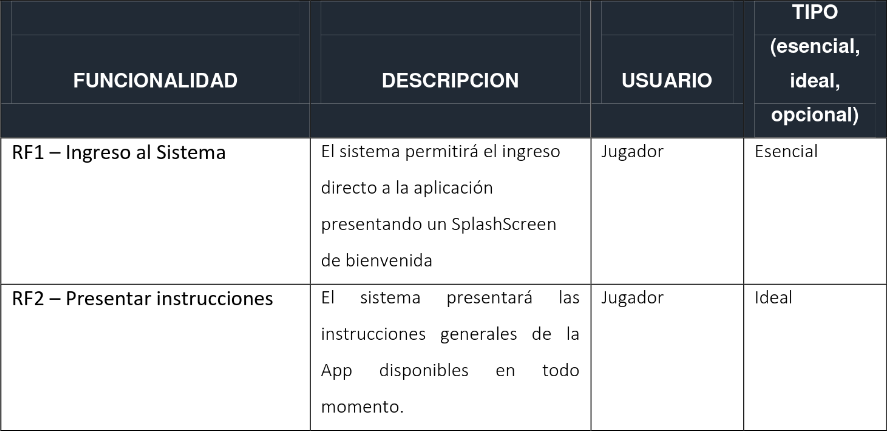 FUNCIONALIDAD DESCRIPCION USUARIO TIPO
(esencial,
ideal,
opcional)
RF1 – Ingreso al Sistema
El sistema permitirá el ingreso
directo a la aplicación
presentando un SplashScreen
de bienvenida
Jugador
Esencial
RF2 – Presentar instrucciones
El sistema presentará las
instrucciones generales de la
App disponibles en todo
momento.
Jugador
Ideal